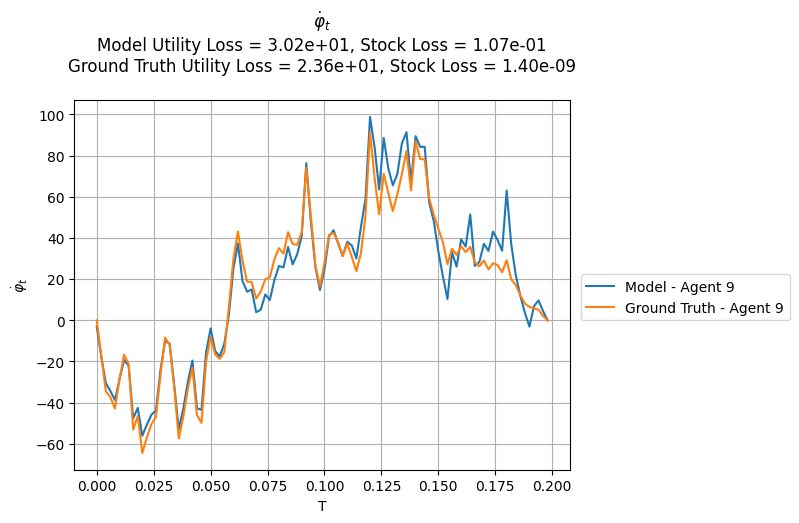 φ̇ₜ
Model Utility Loss = 3.02e+01, Stock Loss = 1.07e-01
Ground Truth Utility Loss = 2.36e+01, Stock Loss = 1.40e-09
100
80
60
40
20
0
−20
−40
−60
φ̇ₜ
0.000 0.025 0.050 0.075 0.100 0.125 0.150 0.175 0.200
T
Model - Agent 9
Ground Truth - Agent 9